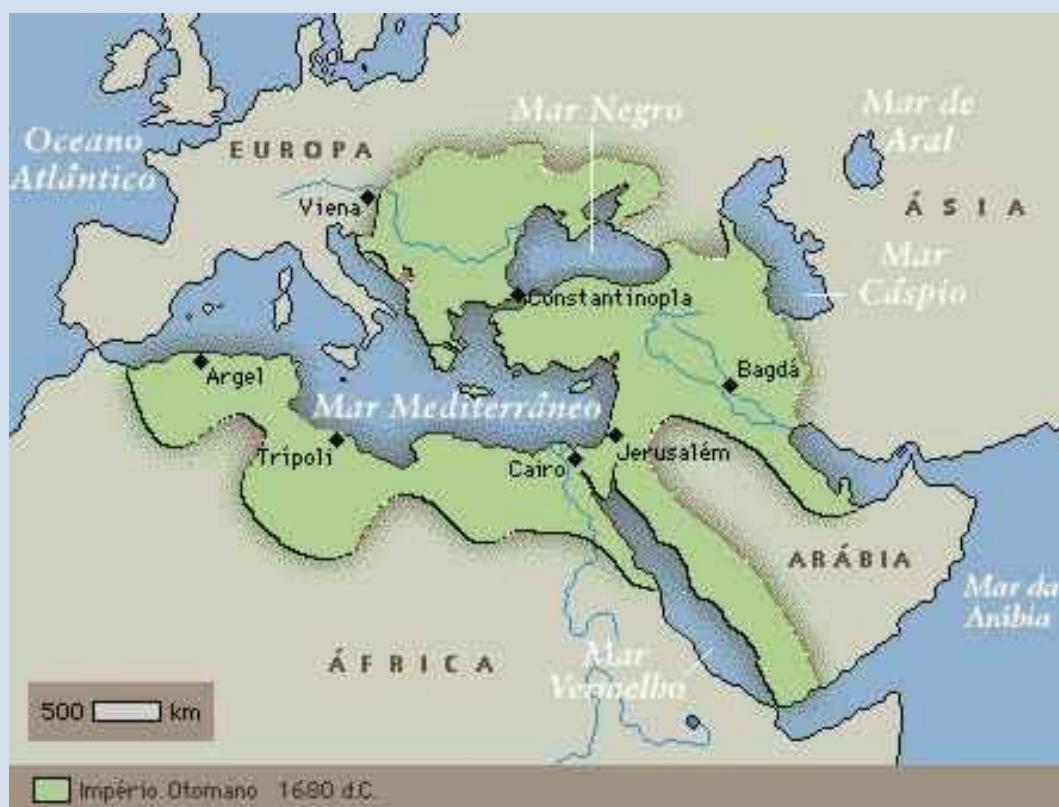 Mar Negro
Mar de
Aral
Oceano
Atlântico
EUROPA
ÁSIA
Viena
Mar
Cáspio
Constantinopla
Argel
Bagdá
Mar Mediterrâneo
Trípoli
Cairo
Jerusalém
ARÁBIA
Mar da
Arábia
ÁFRICA
Mar
Vermelho
500 km
Império Otomano 1680 d.C.